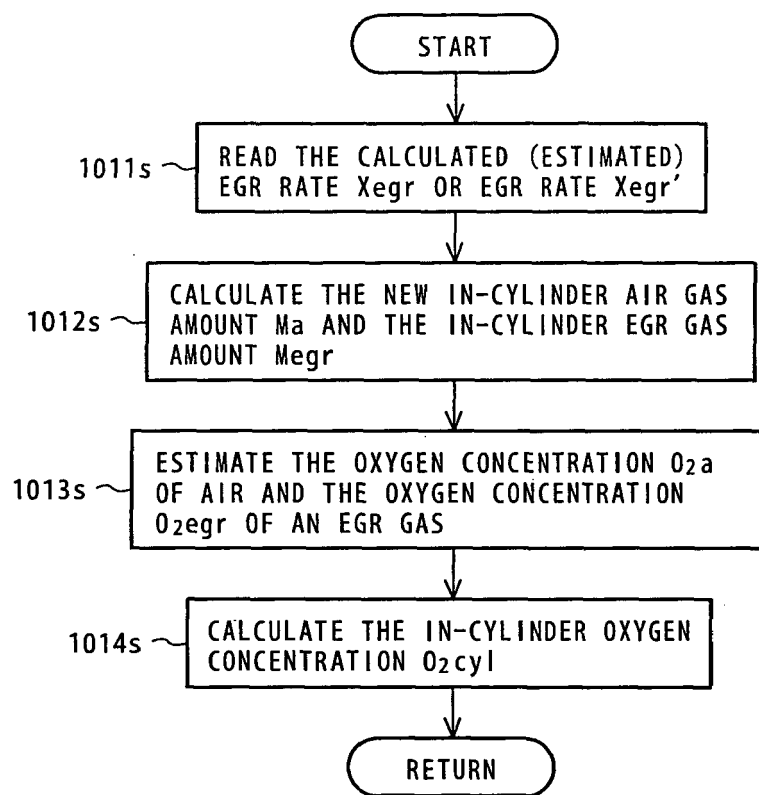 START
1011s
READ THE CALCULATED (ESTIMATED)
EGR RATE Xegr OR EGR RATE Xegr'
1012s
CALCULATE THE NEW IN-CYLINDER AIR GAS
AMOUNT Ma AND THE IN-CYLINDER EGR GAS
AMOUNT Megr
1013s
ESTIMATE THE OXYGEN CONCENTRATION O₂a
OF AIR AND THE OXYGEN CONCENTRATION
O₂egr OF AN EGR GAS
1014s
CALCULATE THE IN-CYLINDER OXYGEN
CONCENTRATION O₂cyl
RETURN